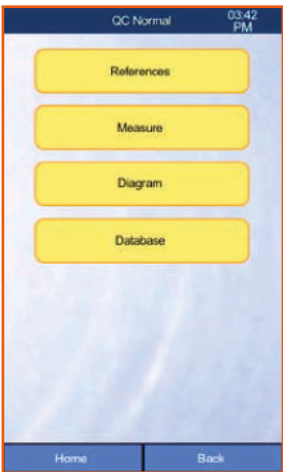 QC Normal 03:42 PM
References
Measure
Diagram
Database
Home Back